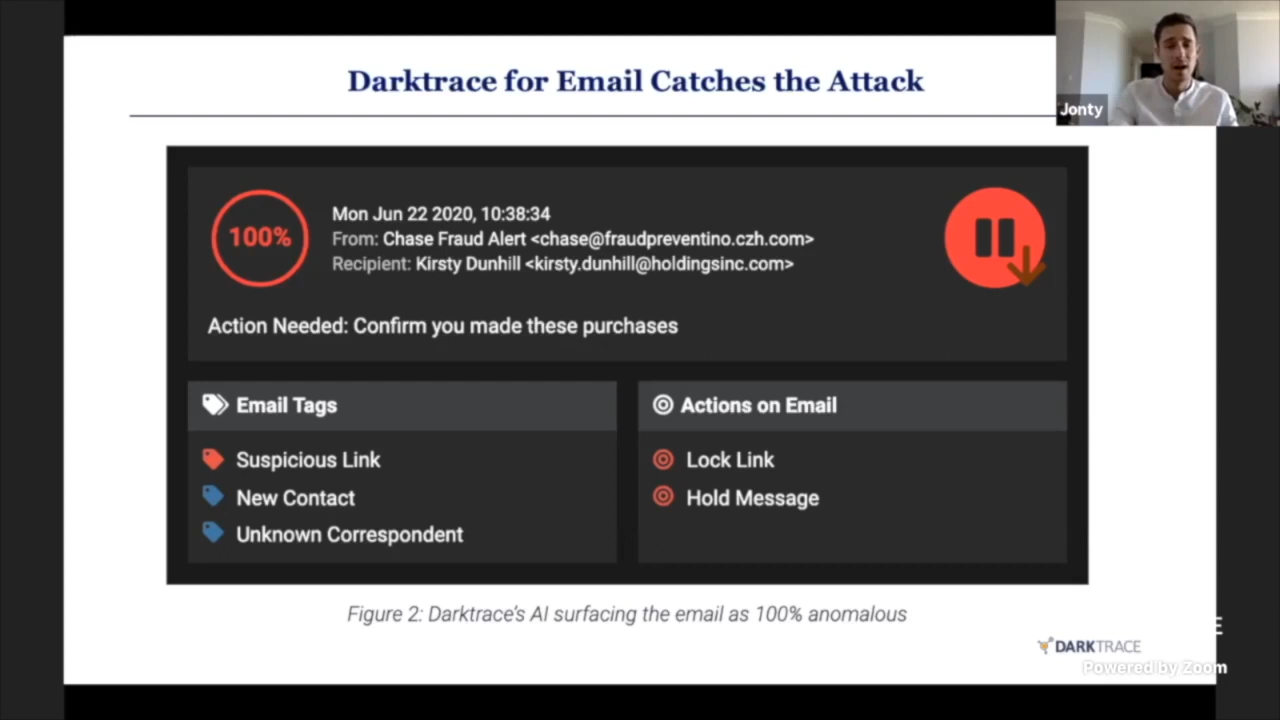 Darktrace for Email Catches the Attack
Jonty
100%
Mon Jun 22 2020, 10:38:34
From: Chase Fraud Alert <chase@fraudpreventino.czh.com>
Recipient: Kirsty Dunhill <kirsty.dunhill@holdingsinc.com>
Action Needed: Confirm you made these purchases
Email Tags
Suspicious Link
New Contact
Unknown Correspondent
Actions on Email
Lock Link
Hold Message
Figure 2: Darktrace's AI surfacing the email as 100% anomalous
DARKTRACE
Powered by Zoom